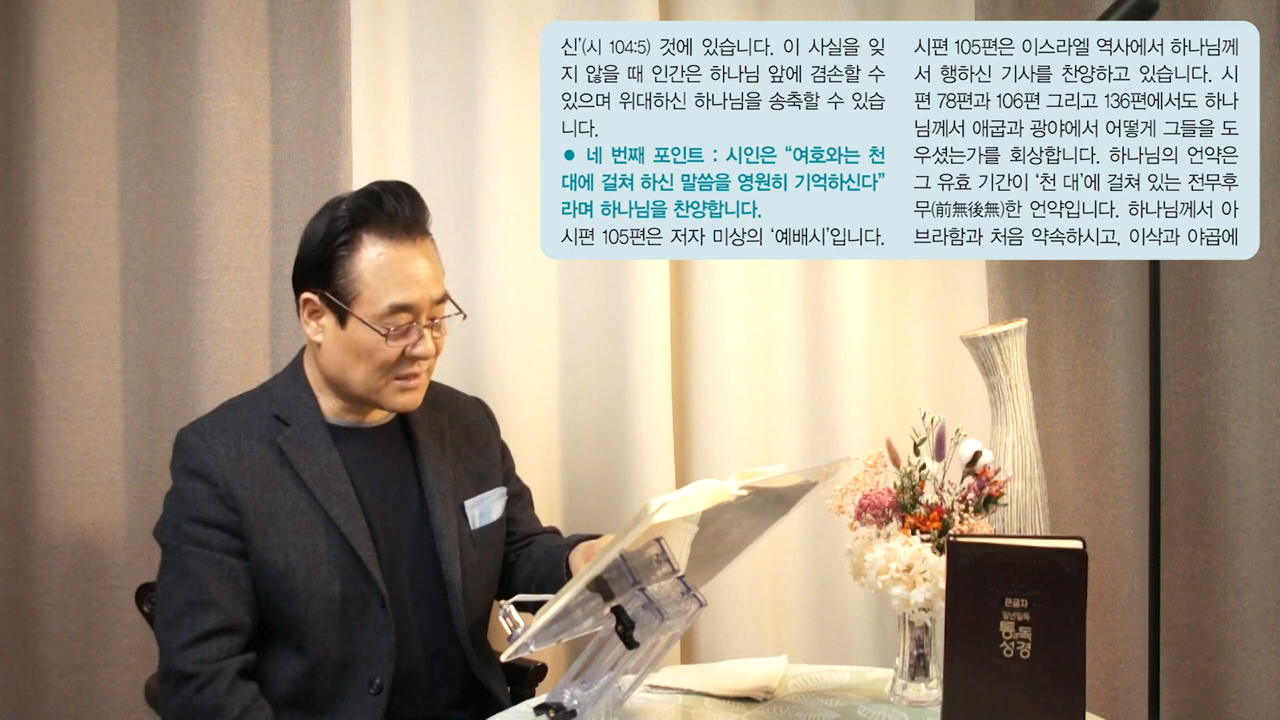 신’(시 104:5) 것에 있습니다. 이 사실을 잊
지 않을 때 인간은 하나님 앞에 겸손할 수
있으며 위대하신 하나님을 송축할 수 있습
니다.
● 네 번째 포인트 : 시인은 “여호와는 천
대에 걸쳐 하신 말씀을 영원히 기억하신다”
라며 하나님을 찬양합니다.
시편 105편은 저자 미상의 ‘예배시’입니다.
시편 105편은 이스라엘 역사에서 하나님께
서 행하신 기사를 찬양하고 있습니다. 시
편 78편과 106편 그리고 136편에서도 하나
님께서 애굽과 광야에서 어떻게 그들을 도
우셨는가를 회상합니다. 하나님의 언약은
그 유효 기간이 ‘천 대’에 걸쳐 있는 전무후
무(前無後無)한 언약입니다. 하나님께서 아
브라함과 처음 약속하시고, 이삭과 야곱에
큰글자
일년일독
통독
성경